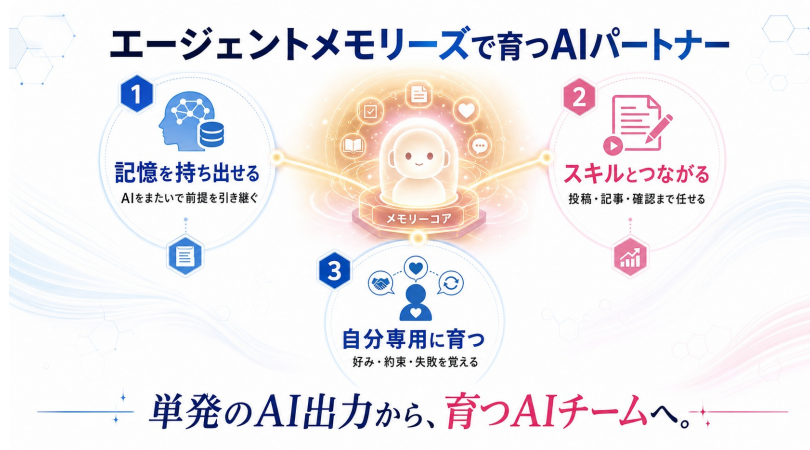 エージェントメモリーズで育つAIパートナー
1
記憶を持ち出せる
AIをまたいで前提を引き継ぐ
メモリーコア
2
スキルとつながる
投稿・記事・確認まで任せる
3
自分専用に育つ
好み・約束・失敗を覚える
単発のAI出力から、育つAIチームへ。